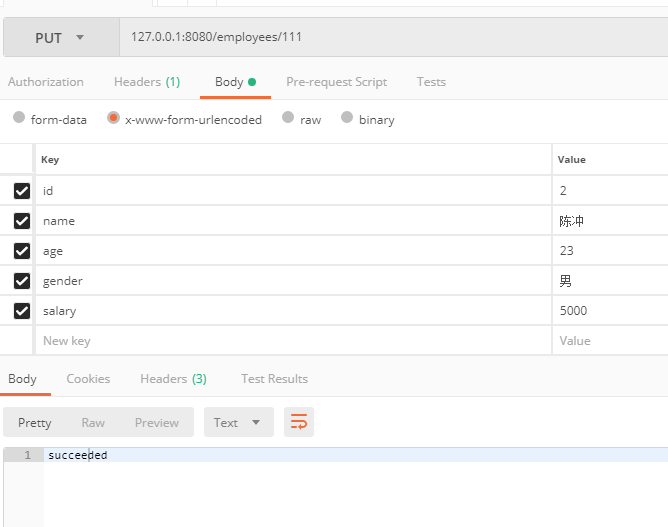 PUT 127.0.0.1:8080/employees/111
Authorization Headers (1) Body Pre-request Script Tests
form-data x-www-form-urlencoded raw binary
Key Value
id 2
name 陈冲
age 23
gender 男
salary 5000
New key Value
Body Cookies Headers (3) Test Results
Pretty Raw Preview Text
1 succeeded